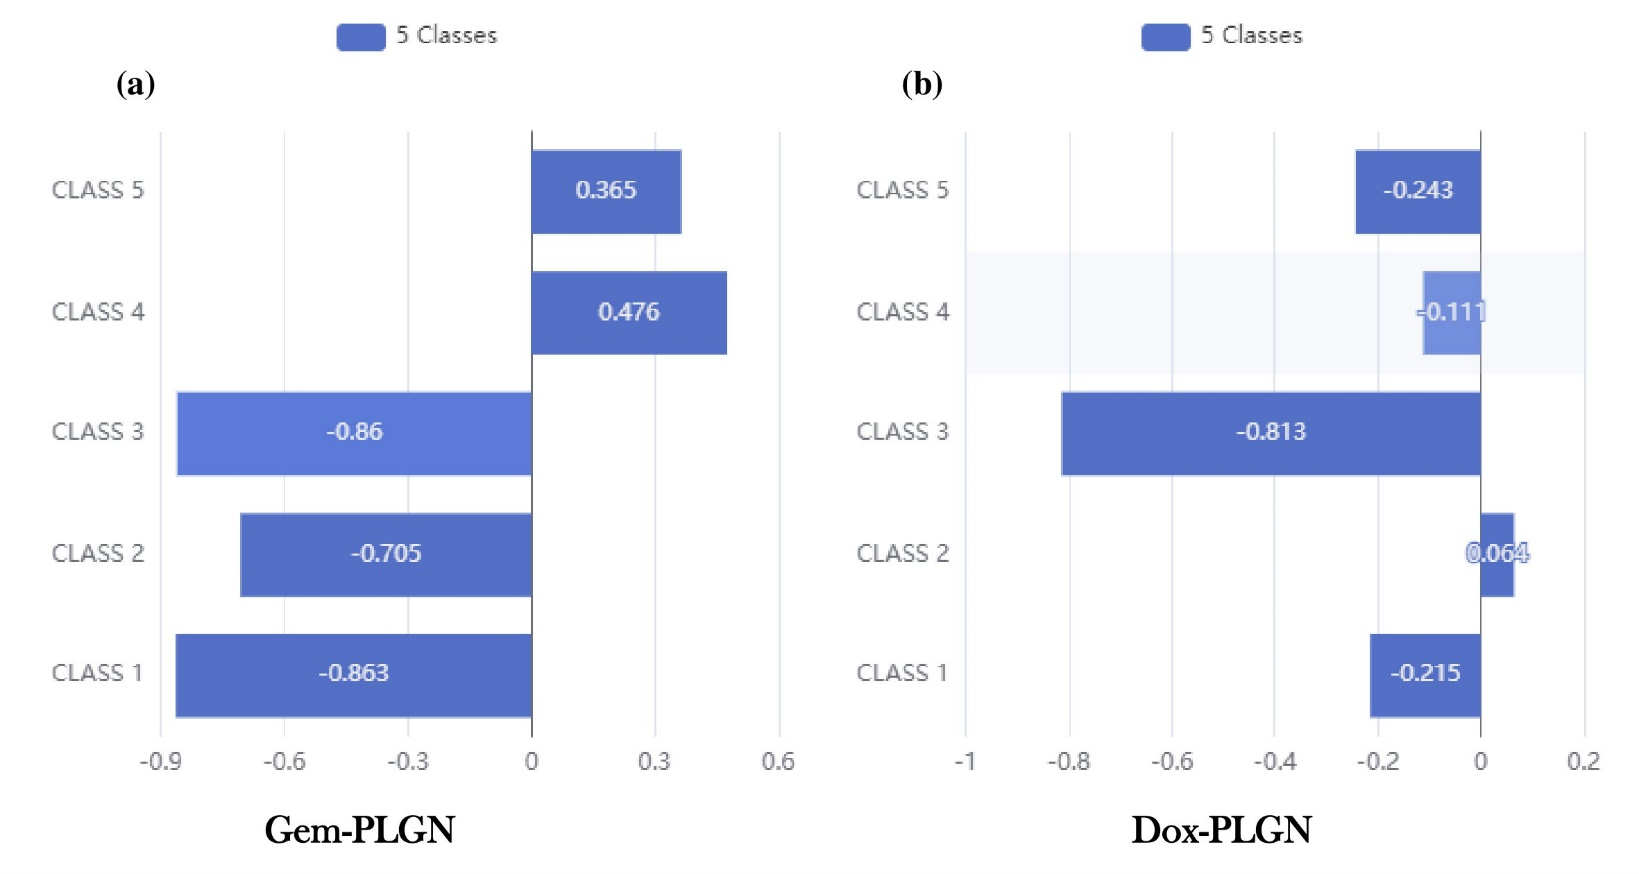 5 Classes
(a)
CLASS 5
0.365
CLASS 4
0.476
CLASS 3
-0.86
CLASS 2
-0.705
CLASS 1
-0.863
-0.9 -0.6 -0.3 0 0.3 0.6
Gem-PLGN
5 Classes
(b)
CLASS 5
-0.243
CLASS 4
-0.111
CLASS 3
-0.813
CLASS 2
0.064
CLASS 1
-0.215
-1 -0.8 -0.6 -0.4 -0.2 0 0.2
Dox-PLGN